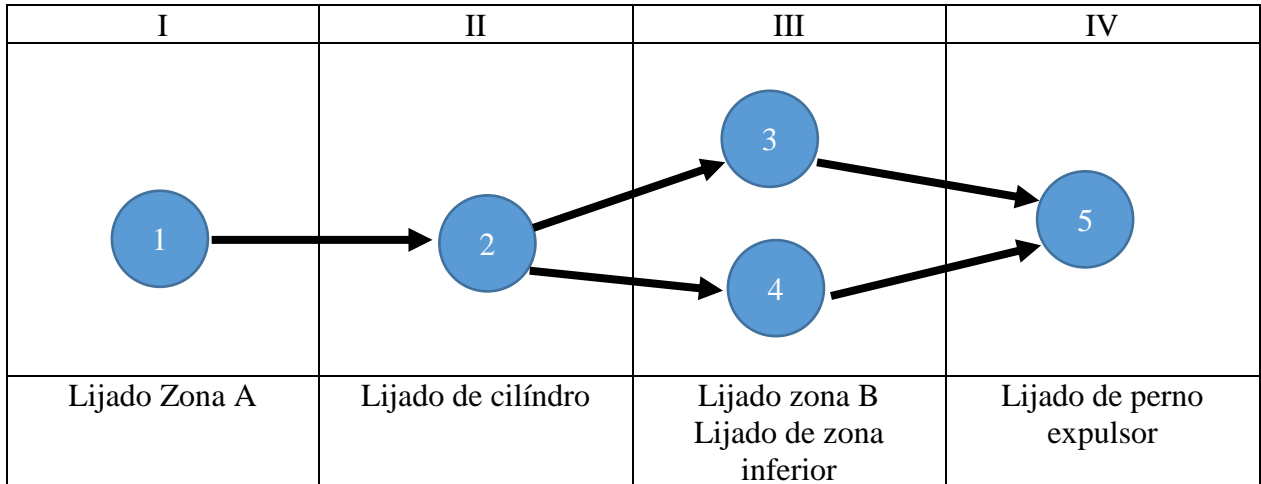 I II III IV
3
1 2 5
4
Lijado Zona A Lijado de cilíndro Lijado zona B Lijado de perno
Lijado de zona expulsor
inferior